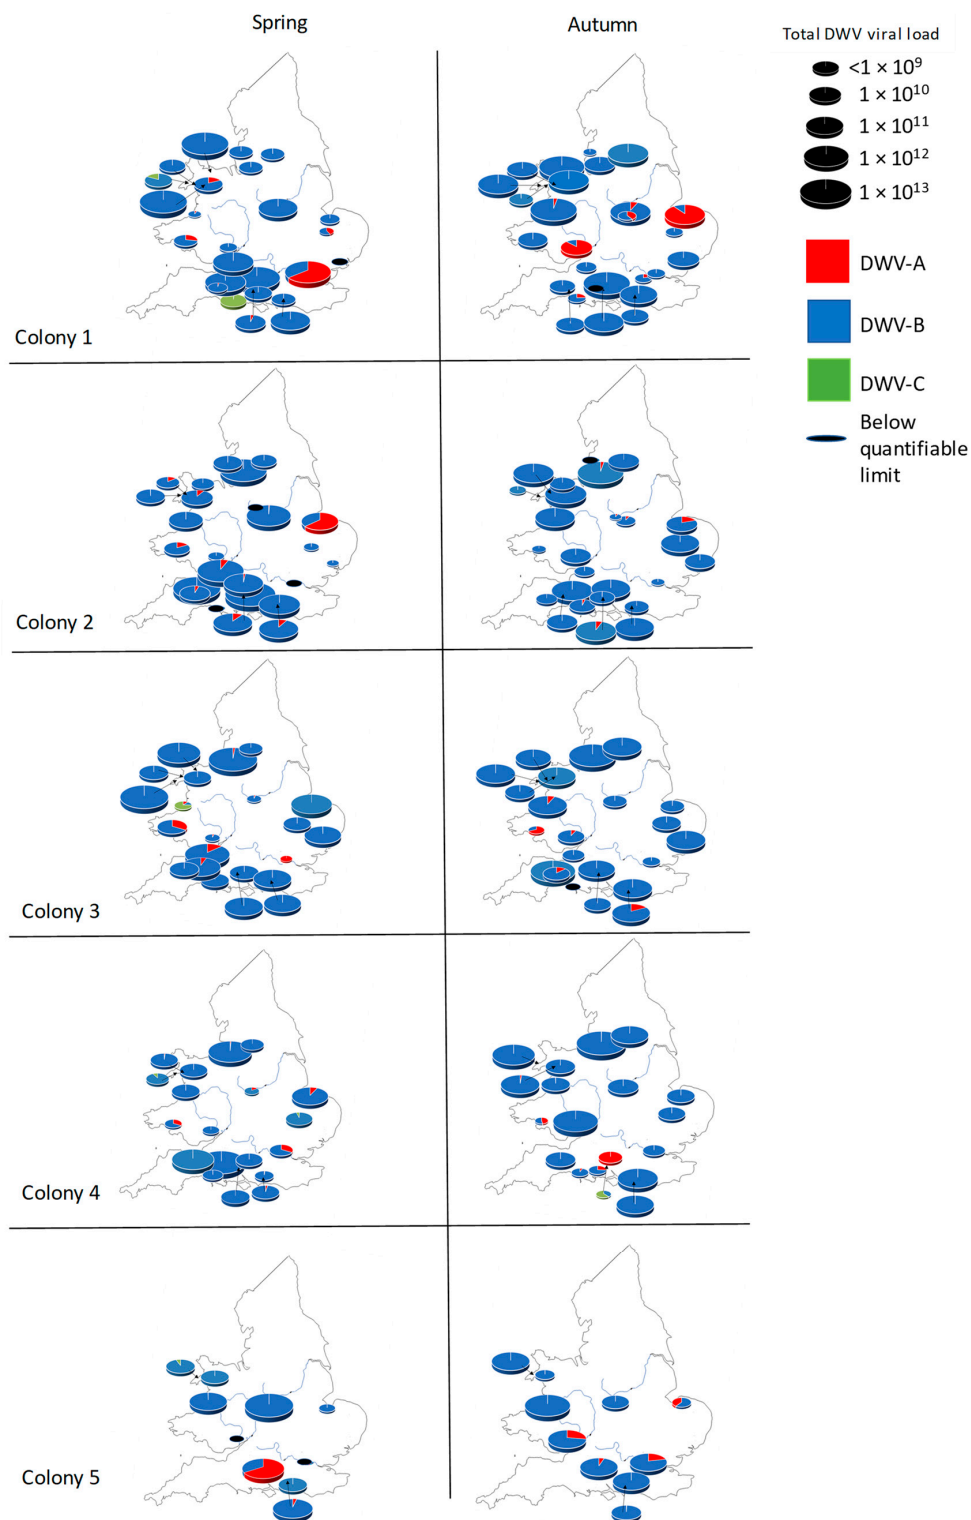 Spring
Autumn
Total DWV viral load
<1 × 10⁹
1 × 10¹⁰
1 × 10¹¹
1 × 10¹²
1 × 10¹³
DWV-A
DWV-B
DWV-C
Below
quantifiable
limit
Colony 1
Colony 2
Colony 3
Colony 4
Colony 5